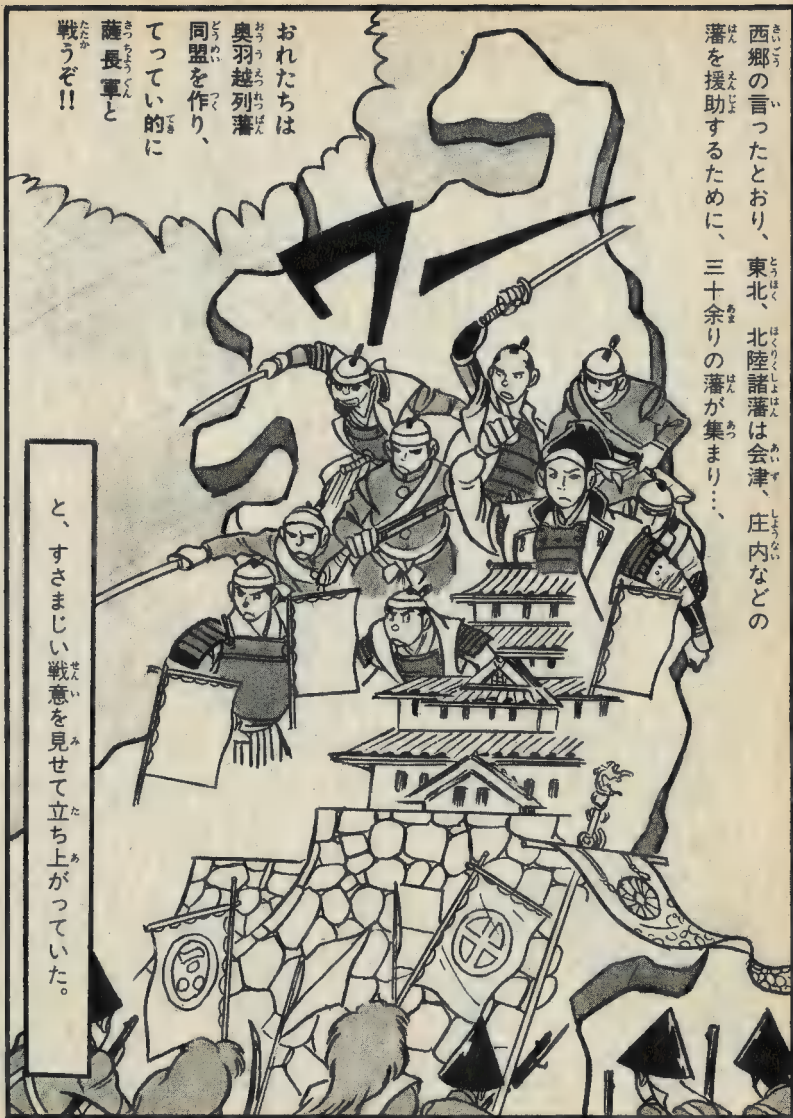 西郷の言ったとおり、東北、北陸諸藩は会津、庄内などの
藩を援助するために、三十余りの藩が集まり…、
ワー
おれたちは
奥羽越列藩
同盟を作り、
てってい的に
薩長軍と
戦うぞ!!
と、すさまじい戦意を見せて立ち上がっていた。